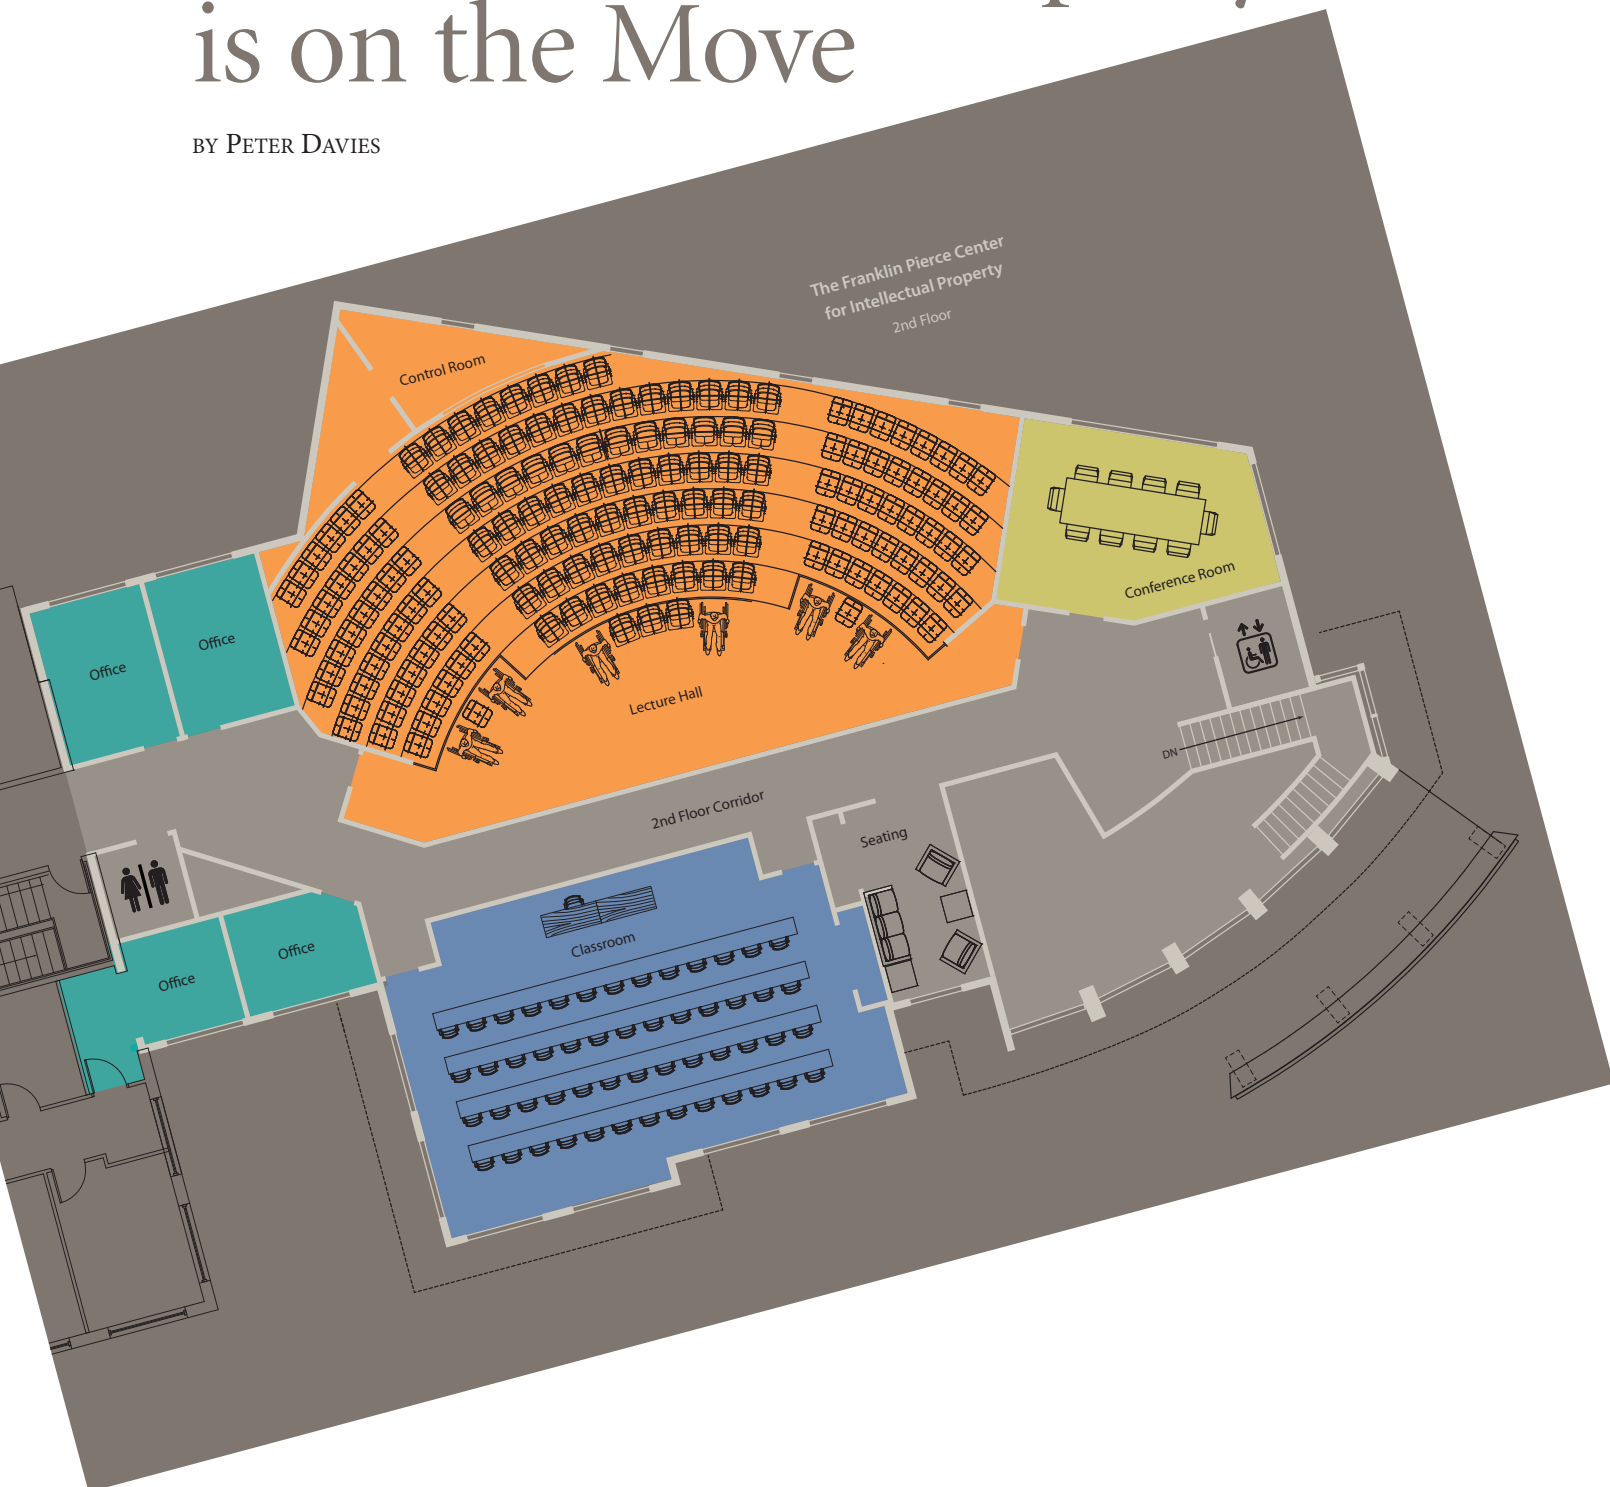 is on the Move
BY PETER DAVIES
The Franklin Pierce Center
for Intellectual Property
2nd Floor
Control Room
Conference Room
Office
Office
Lecture Hall
DN
2nd Floor Corridor
Seating
Classroom
Office
Office